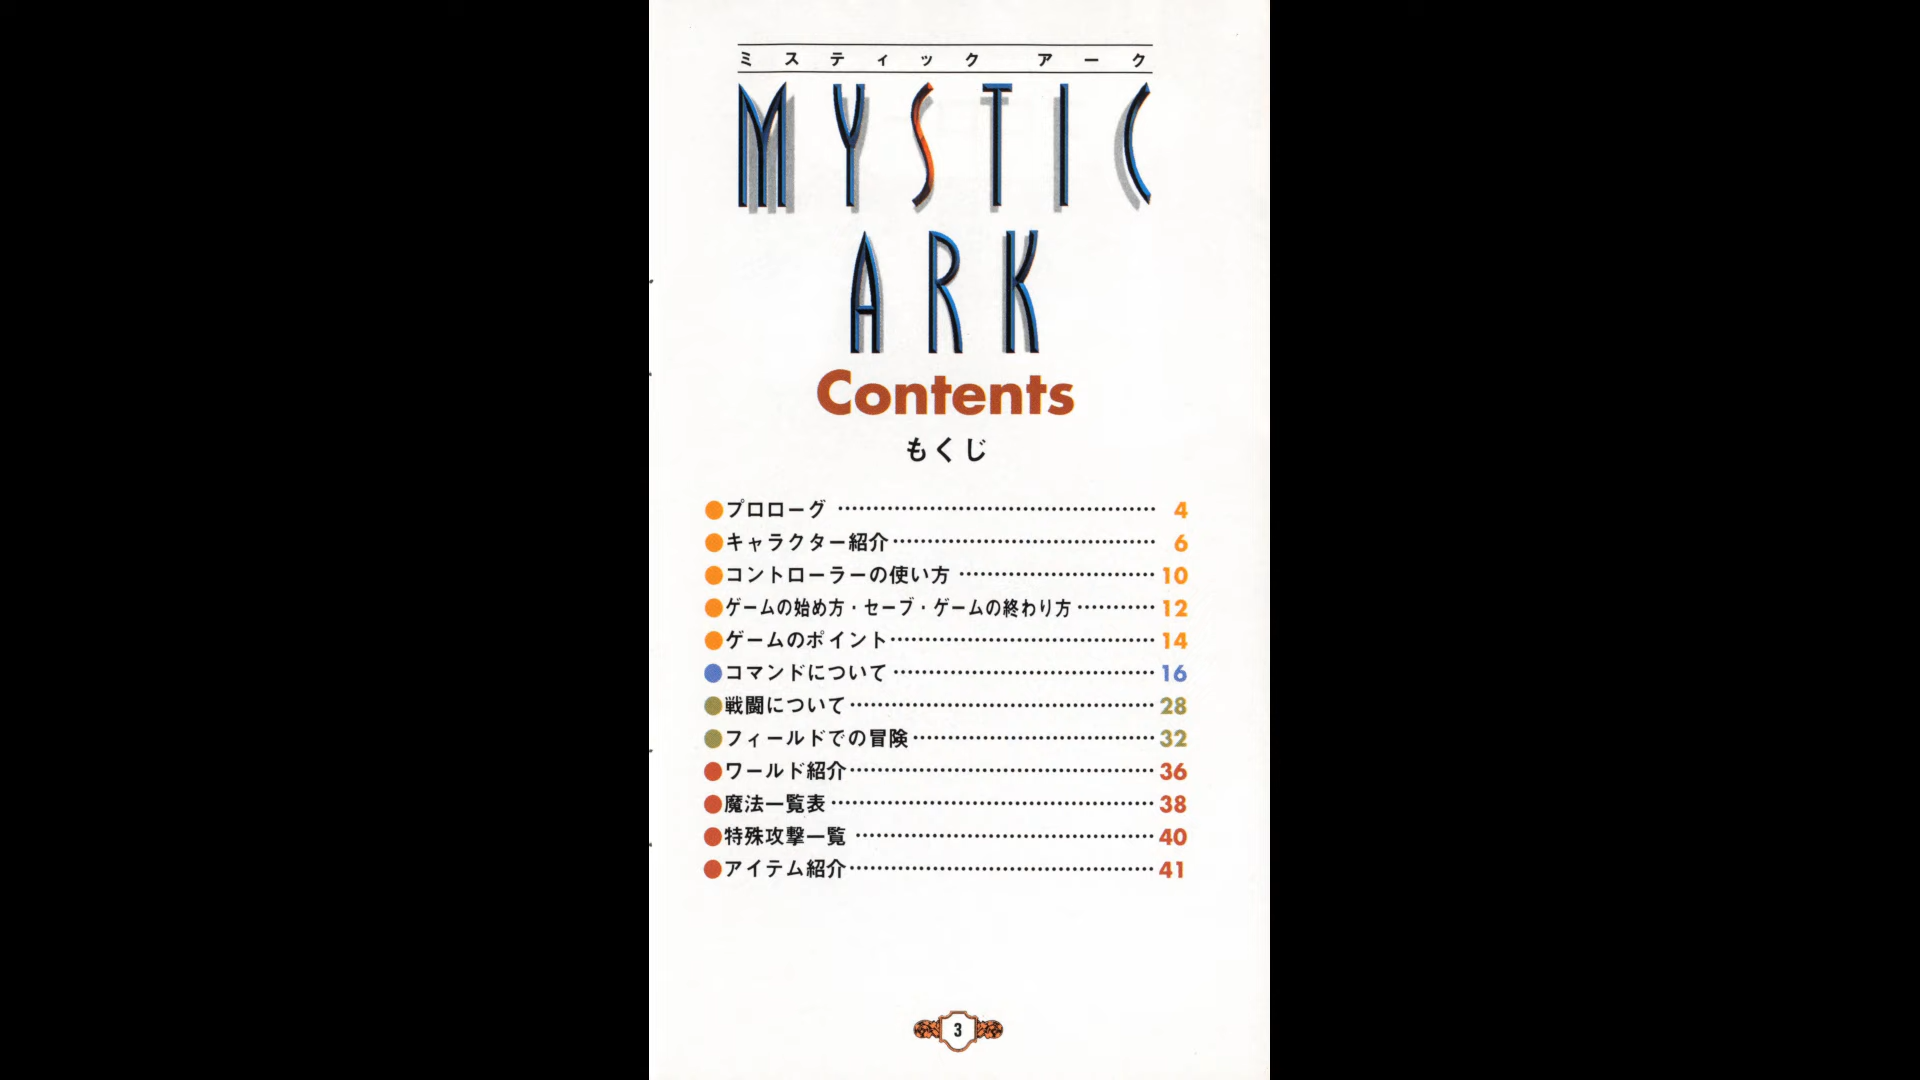 ミスティック アーク
MYSTIC
ARK
Contents
もくじ
●プロローグ ………………………… 4
●キャラクター紹介………………………… 6
●コントローラーの使い方 ………………………… 10
●ゲームの始め方・セーブ・ゲームの終わり方………… 12
●ゲームのポイント………………………… 14
●コマンドについて………………………… 16
●戦闘について………………………… 28
●フィールドでの冒険………………………… 32
●ワールド紹介………………………… 36
●魔法一覧表………………………… 38
●特殊攻撃一覧 ………………………… 40
●アイテム紹介………………………… 41
3